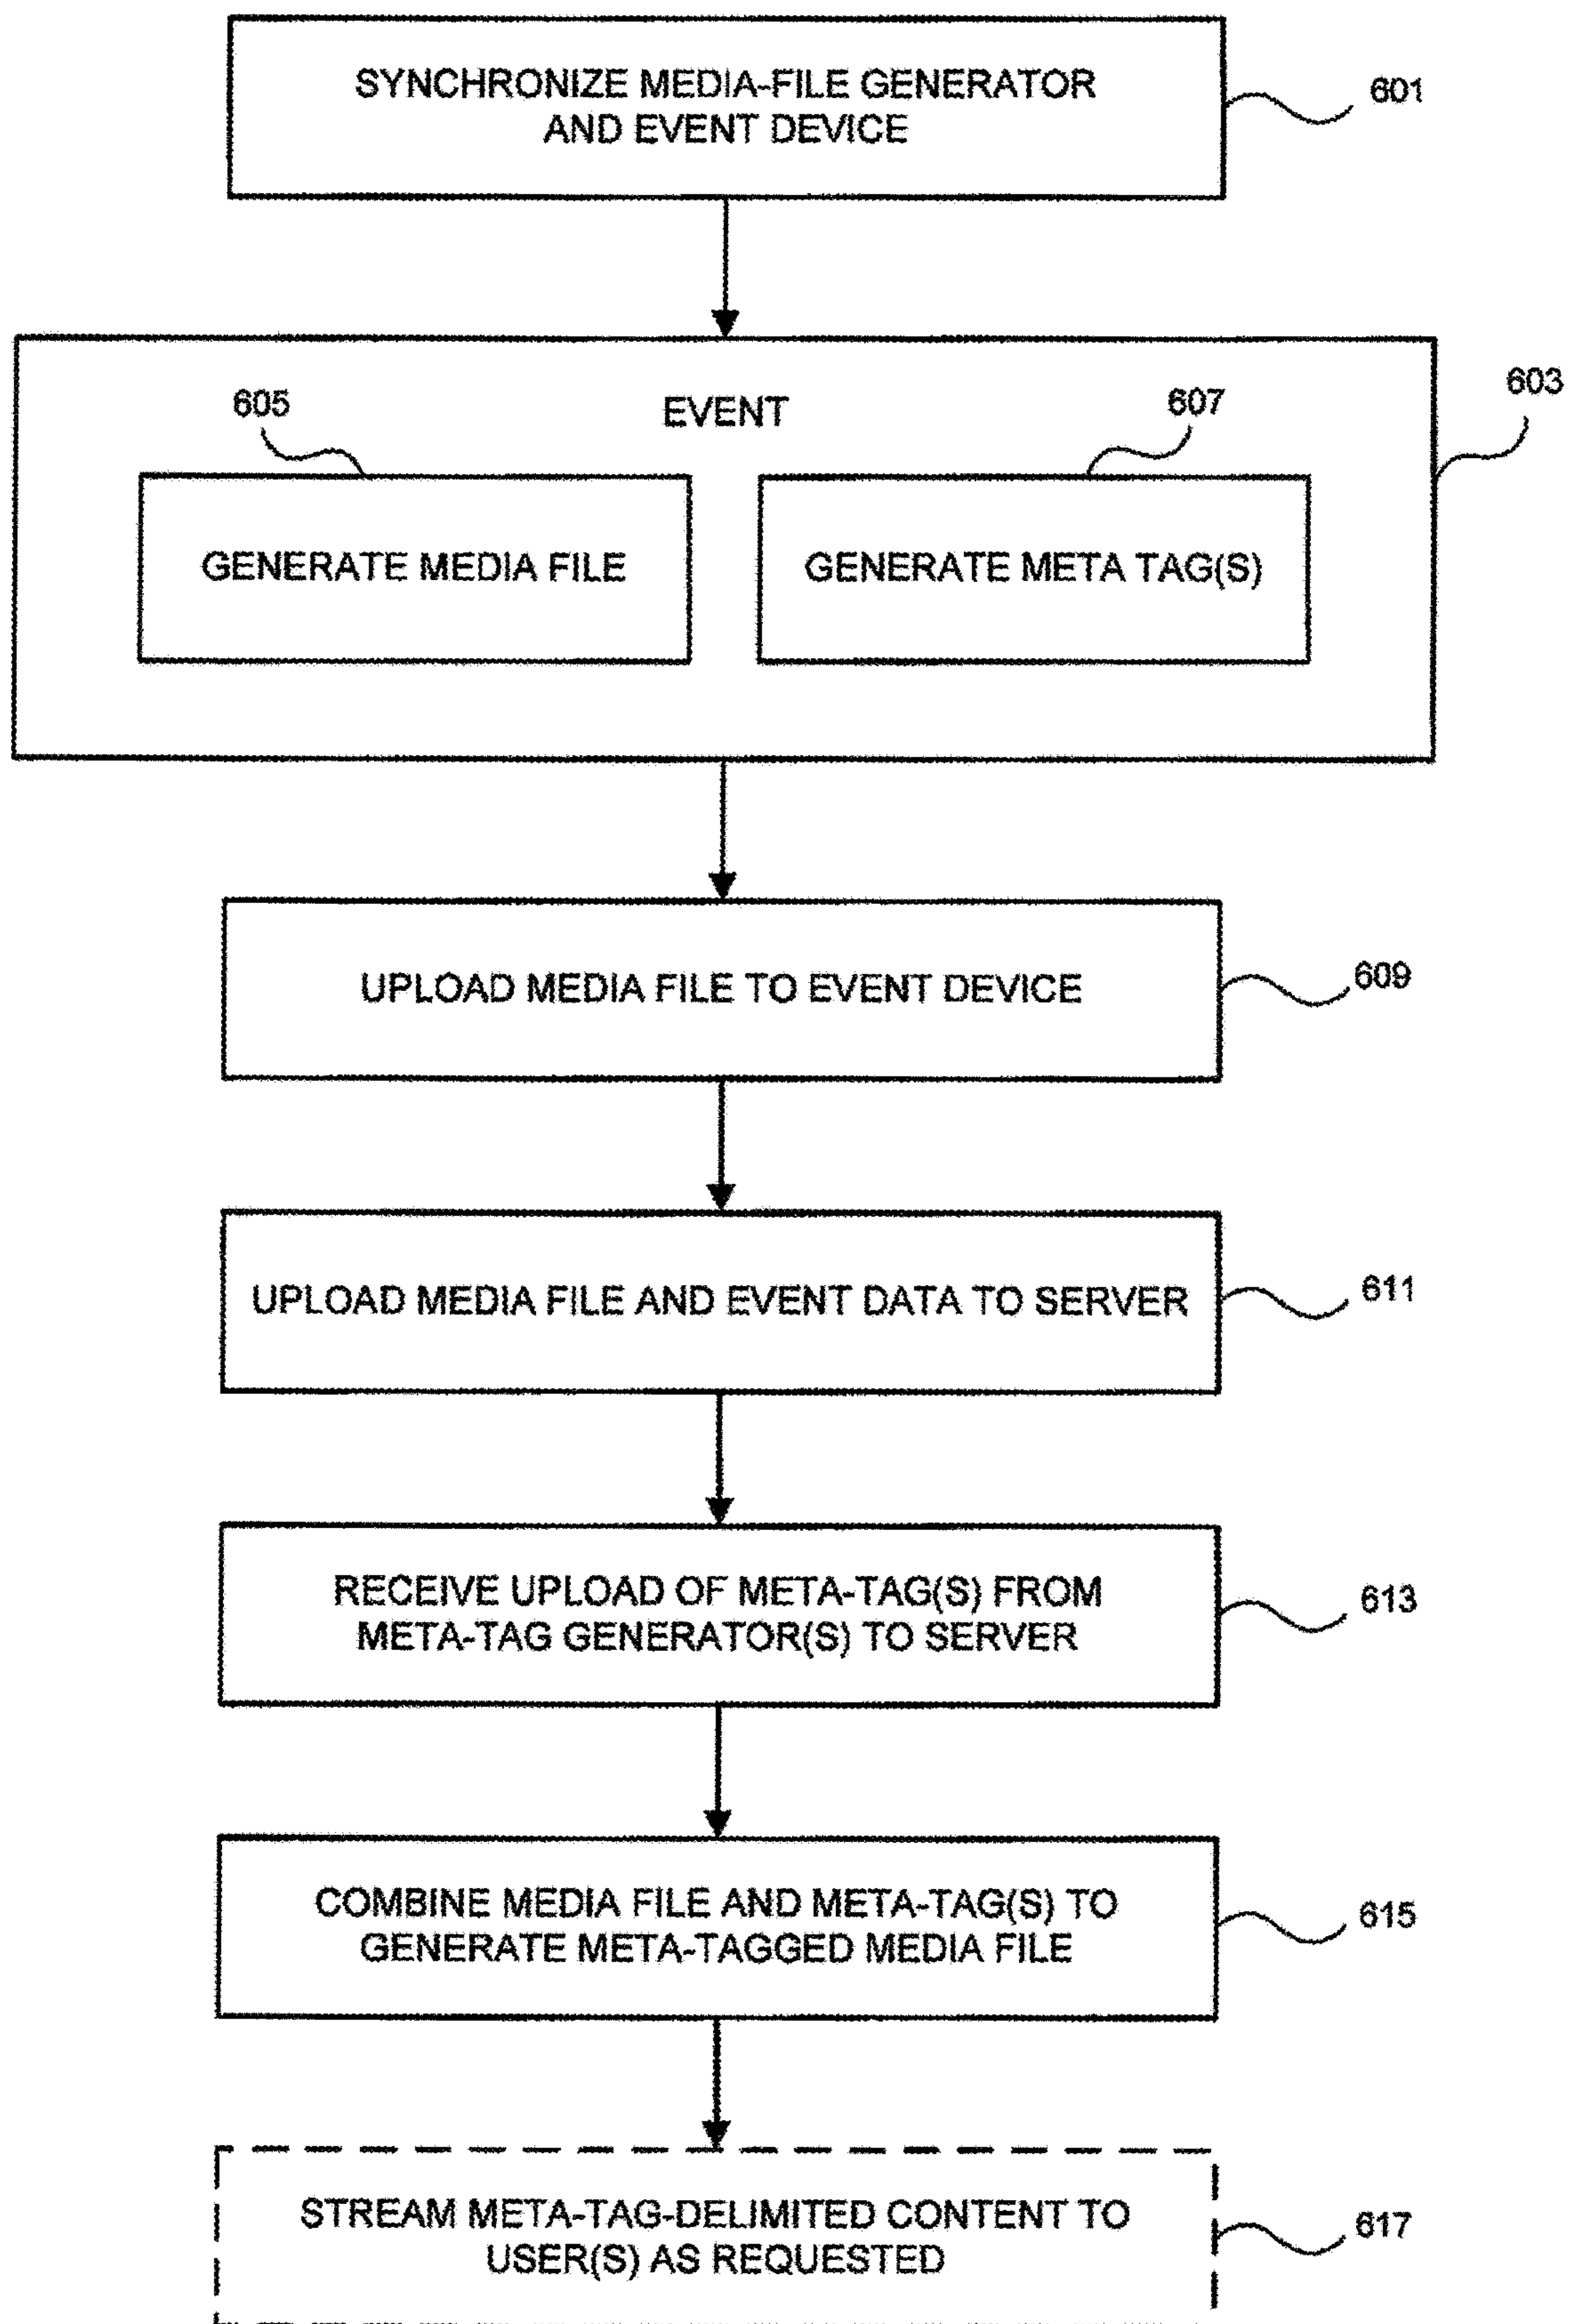 SYNCHRONIZE MEDIA-FILE GENERATOR
AND EVENT DEVICE
601
603
605
EVENT
607
GENERATE MEDIA FILE
GENERATE META TAG(S)
UPLOAD MEDIA FILE TO EVENT DEVICE
609
UPLOAD MEDIA FILE AND EVENT DATA TO SERVER
611
RECEIVE UPLOAD OF META-TAG(S) FROM
META-TAG GENERATOR(S) TO SERVER
613
COMBINE MEDIA FILE AND META-TAG(S) TO
GENERATE META-TAGGED MEDIA FILE
615
STREAM META-TAG-DELIMITED CONTENT TO
USER(S) AS REQUESTED
617